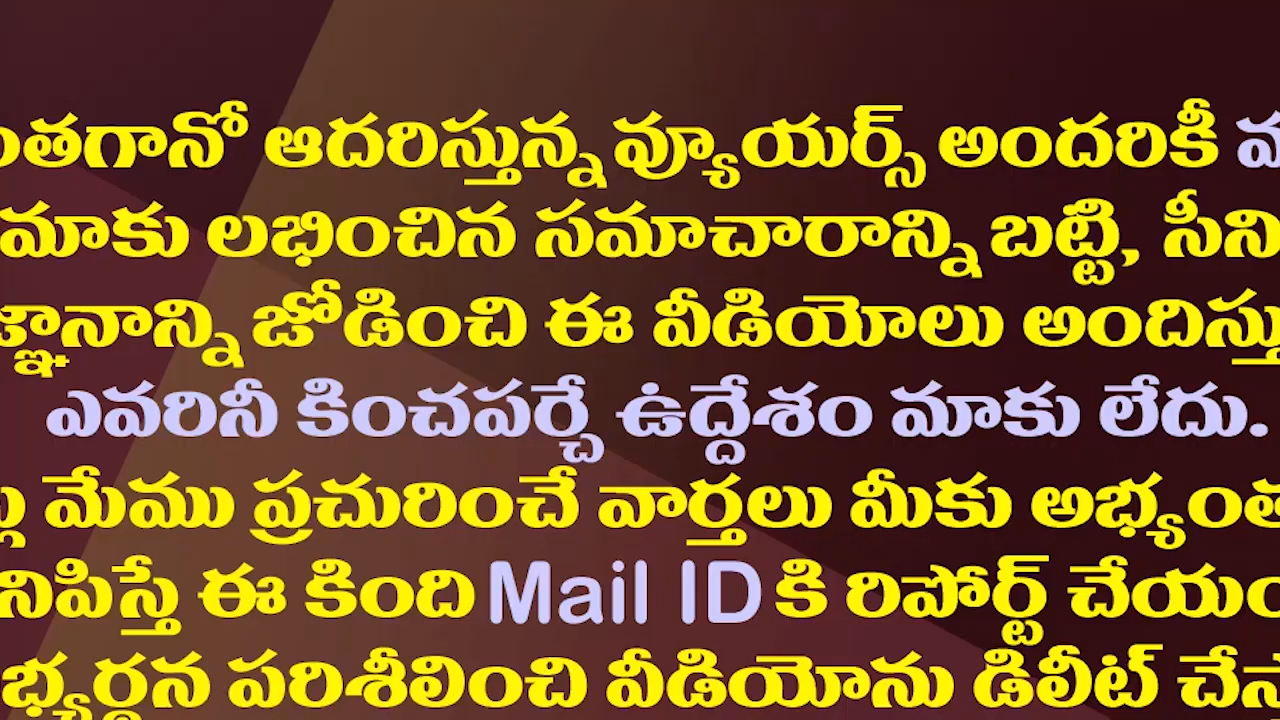 ఆదరిస్తున్న వ్యూయర్స్ అందరికీ
మాకు లభించిన సమాచారాన్ని బట్టి,
జోడించి ఈ వీడియోలు
ఎవరినీ కించపర్చే ఉద్దేశం మాకు లేదు.
మేము ప్రచురించే వార్తలు మీకు
ఈ కింది Mail ID కి రిపోర్ట్
పరిశీలించి వీడియోను డిలీట్